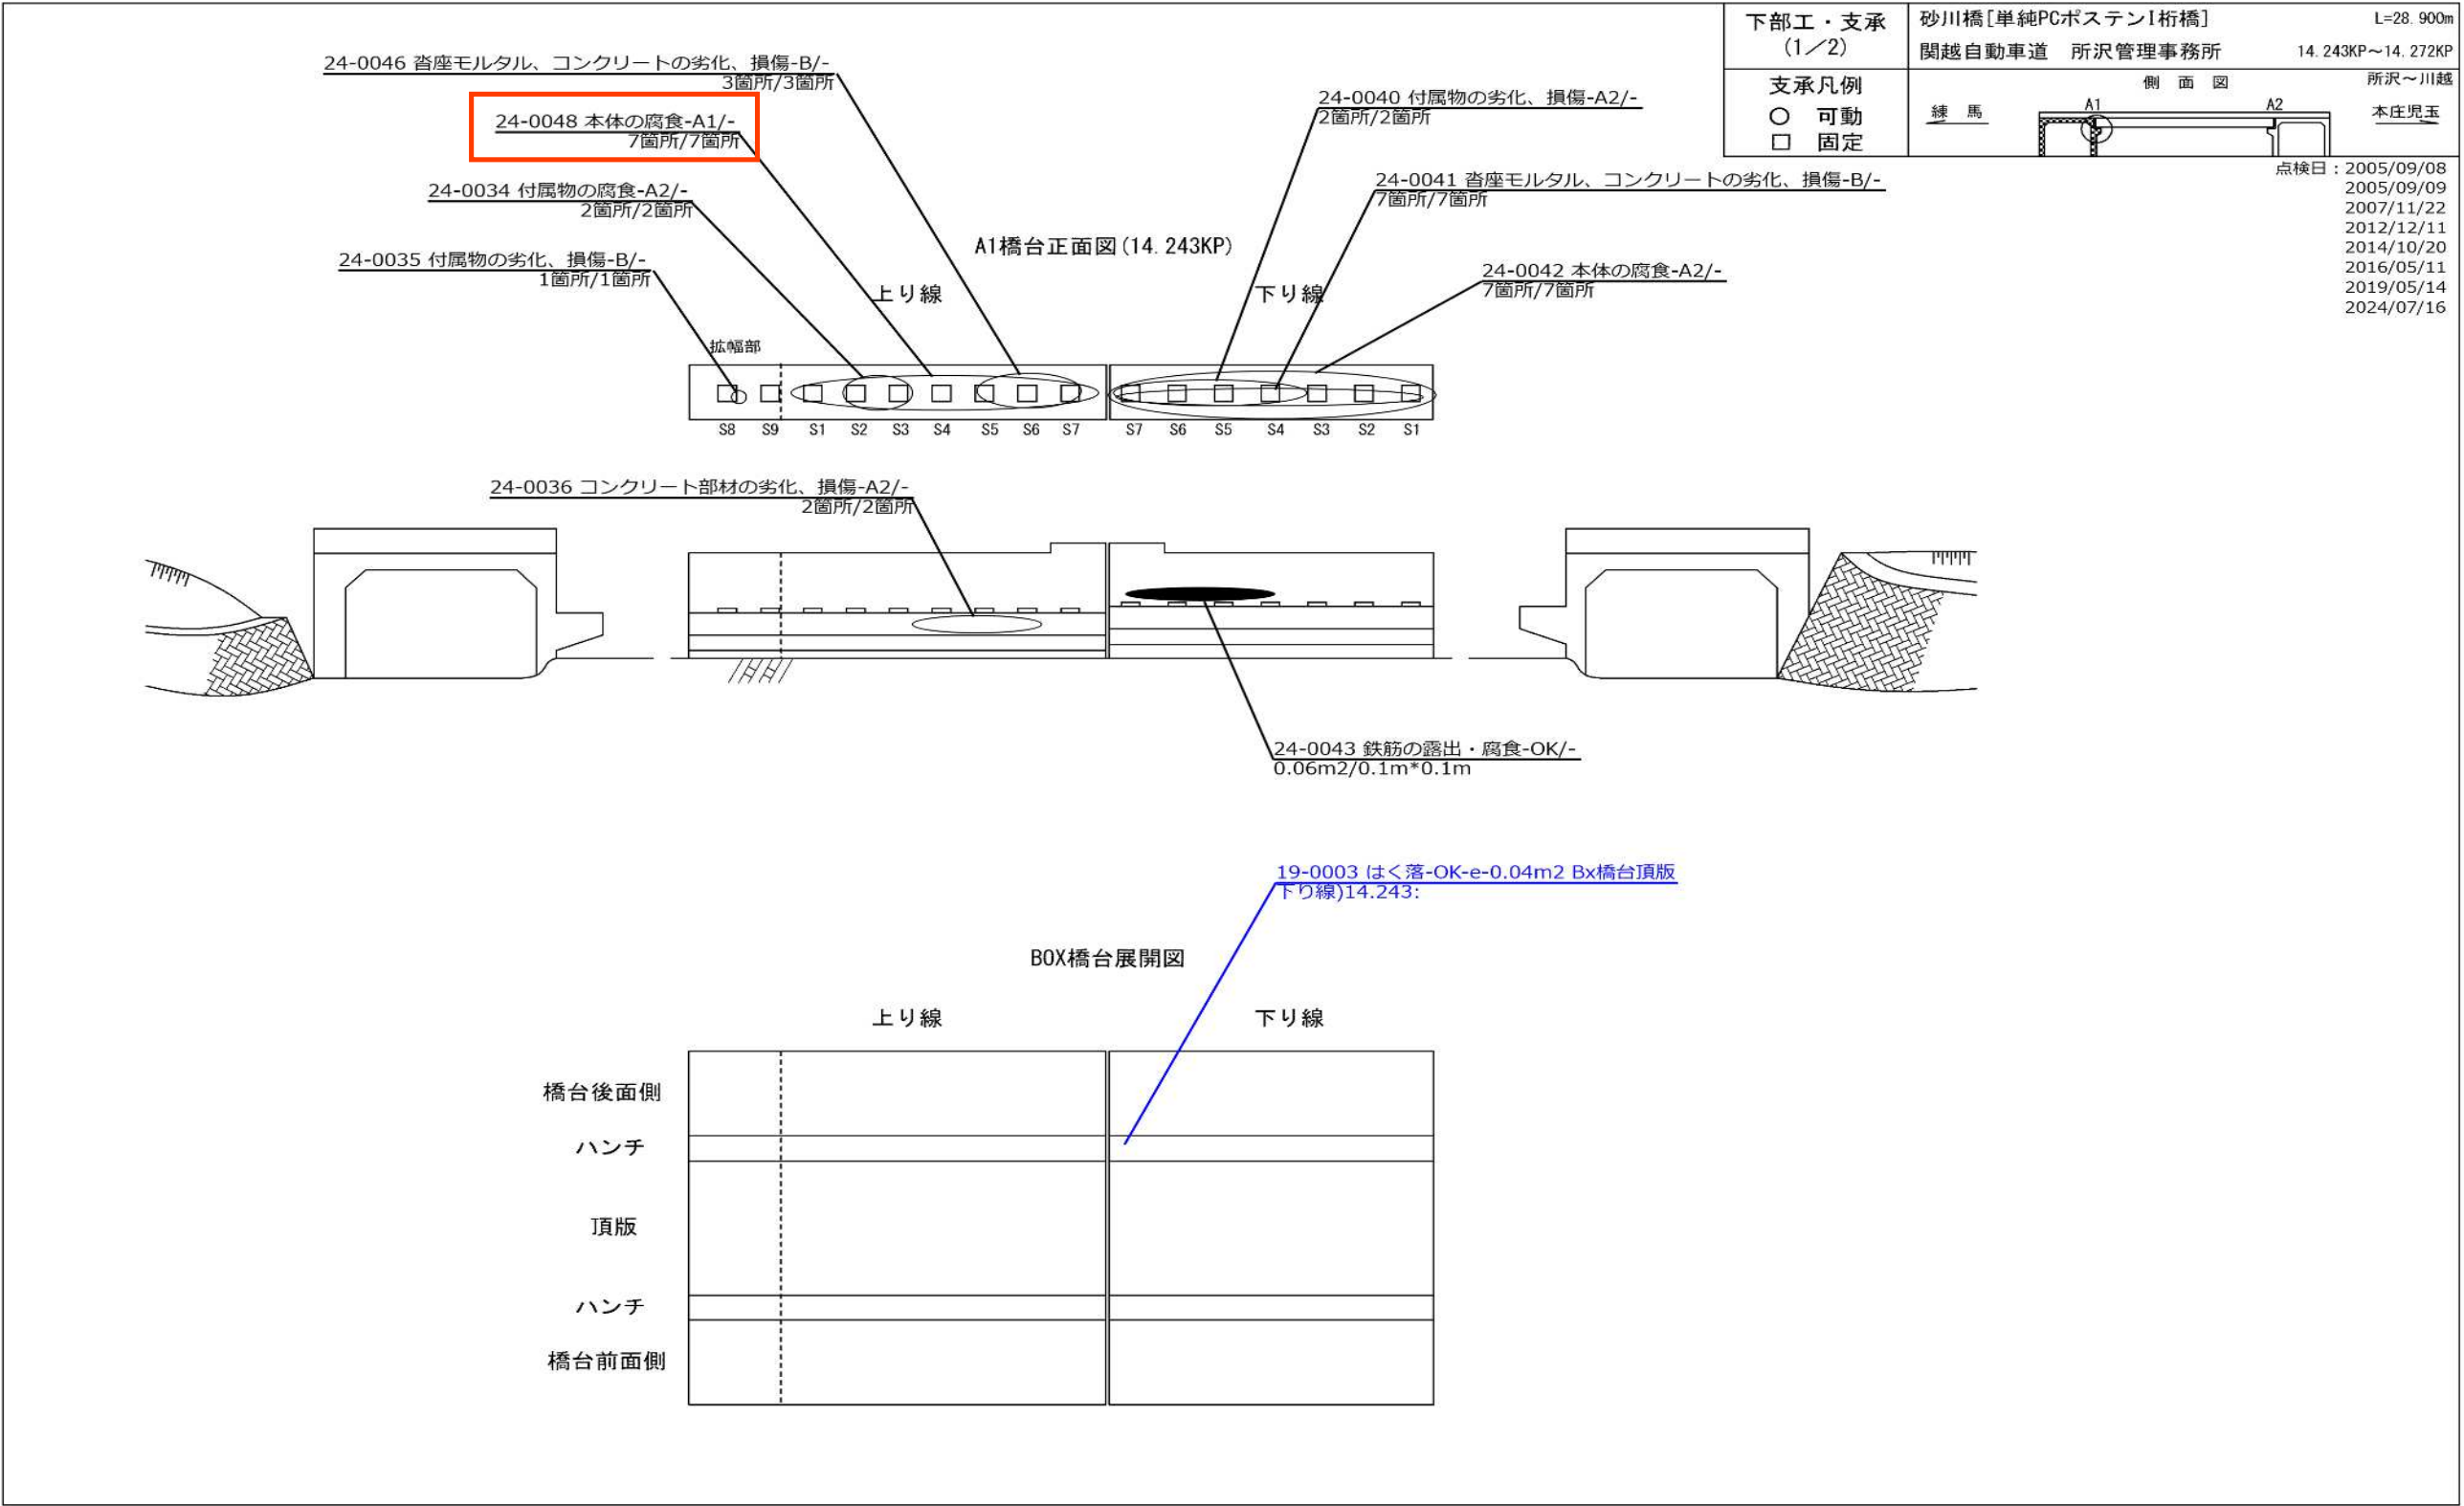 下部工・支承
(1／2)
砂川橋[単純PCポステンI桁橋]
L=28.900m
関越自動車道　所沢管理事務所
14.243KP～14.272KP
支承凡例
○　可動
□　固定
側　面　図
所沢～川越
練　馬
A1
A2
本庄児玉
点検日：2005/09/08
2005/09/09
2007/11/22
2012/12/11
2014/10/20
2016/05/11
2019/05/14
2024/07/16
24-0046 沓座モルタル、コンクリートの劣化、損傷-B/-
3箇所/3箇所
24-0048 本体の腐食-A1/-
7箇所/7箇所
24-0034 付属物の腐食-A2/-
2箇所/2箇所
24-0035 付属物の劣化、損傷-B/-
1箇所/1箇所
24-0040 付属物の劣化、損傷-A2/-
2箇所/2箇所
24-0041 沓座モルタル、コンクリートの劣化、損傷-B/-
7箇所/7箇所
24-0042 本体の腐食-A2/-
7箇所/7箇所
A1橋台正面図(14.243KP)
上り線
下り線
拡幅部
S8 S9 S1 S2 S3 S4 S5 S6 S7 S7 S6 S5 S4 S3 S2 S1
24-0036 コンクリート部材の劣化、損傷-A2/-
2箇所/2箇所
24-0043 鉄筋の露出・腐食-OK/-
0.06m2/0.1m*0.1m
19-0003 はく落-OK-e-0.04m2 Bx橋台頂版
下り線)14.243:
BOX橋台展開図
上り線
下り線
橋台後面側
ハンチ
頂版
ハンチ
橋台前面側